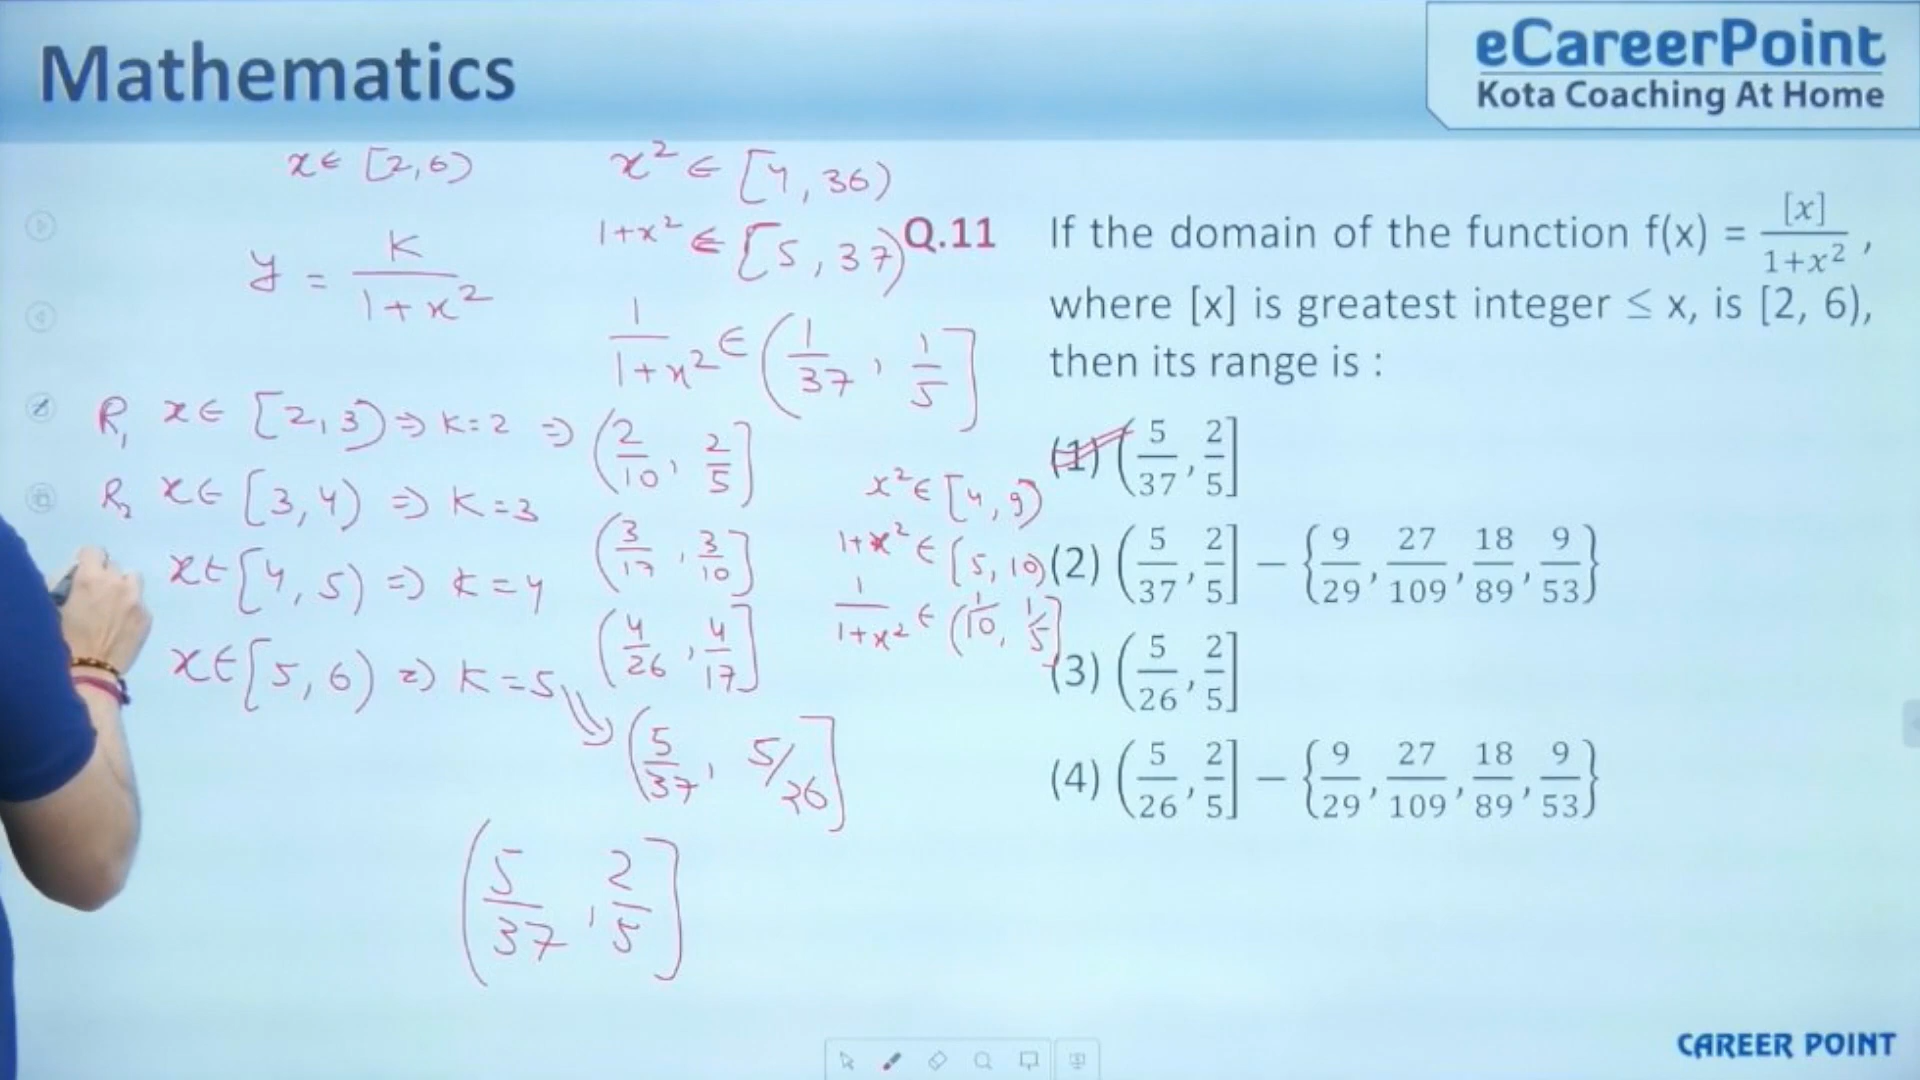 Mathematics
eCareerPoint
Kota Coaching At Home
x ∈ [2,6)
x² ∈ [4, 36)
1+x² ∈ [5, 37)
y = K / 1+x²
1/1+x² ∈ (1/37, 1/5]
R₁ x ∈ [2,3) ⇒ K=2 ⇒ (2/10, 2/5]
R₂ x ∈ [3,4) ⇒ K=3 (3/17, 3/10]
x ∈ [4,5) ⇒ K=4 (4/26, 4/17]
x ∈ [5,6) ⇒ K=5 ⇒ (5/37, 5/26]
x² ∈ [4,9)
1+x² ∈ [5,10)
1/1+x² ∈ (1/10, 1/5]
(5/37, 2/5]
Q.11 If the domain of the function f(x) = [x]/1+x² ,
where [x] is greatest integer ≤ x, is [2, 6),
then its range is :
(1) (5/37, 2/5]
(2) (5/37, 2/5] − {9/29, 27/109, 18/89, 9/53}
(3) (5/26, 2/5]
(4) (5/26, 2/5] − {9/29, 27/109, 18/89, 9/53}
CAREER POINT